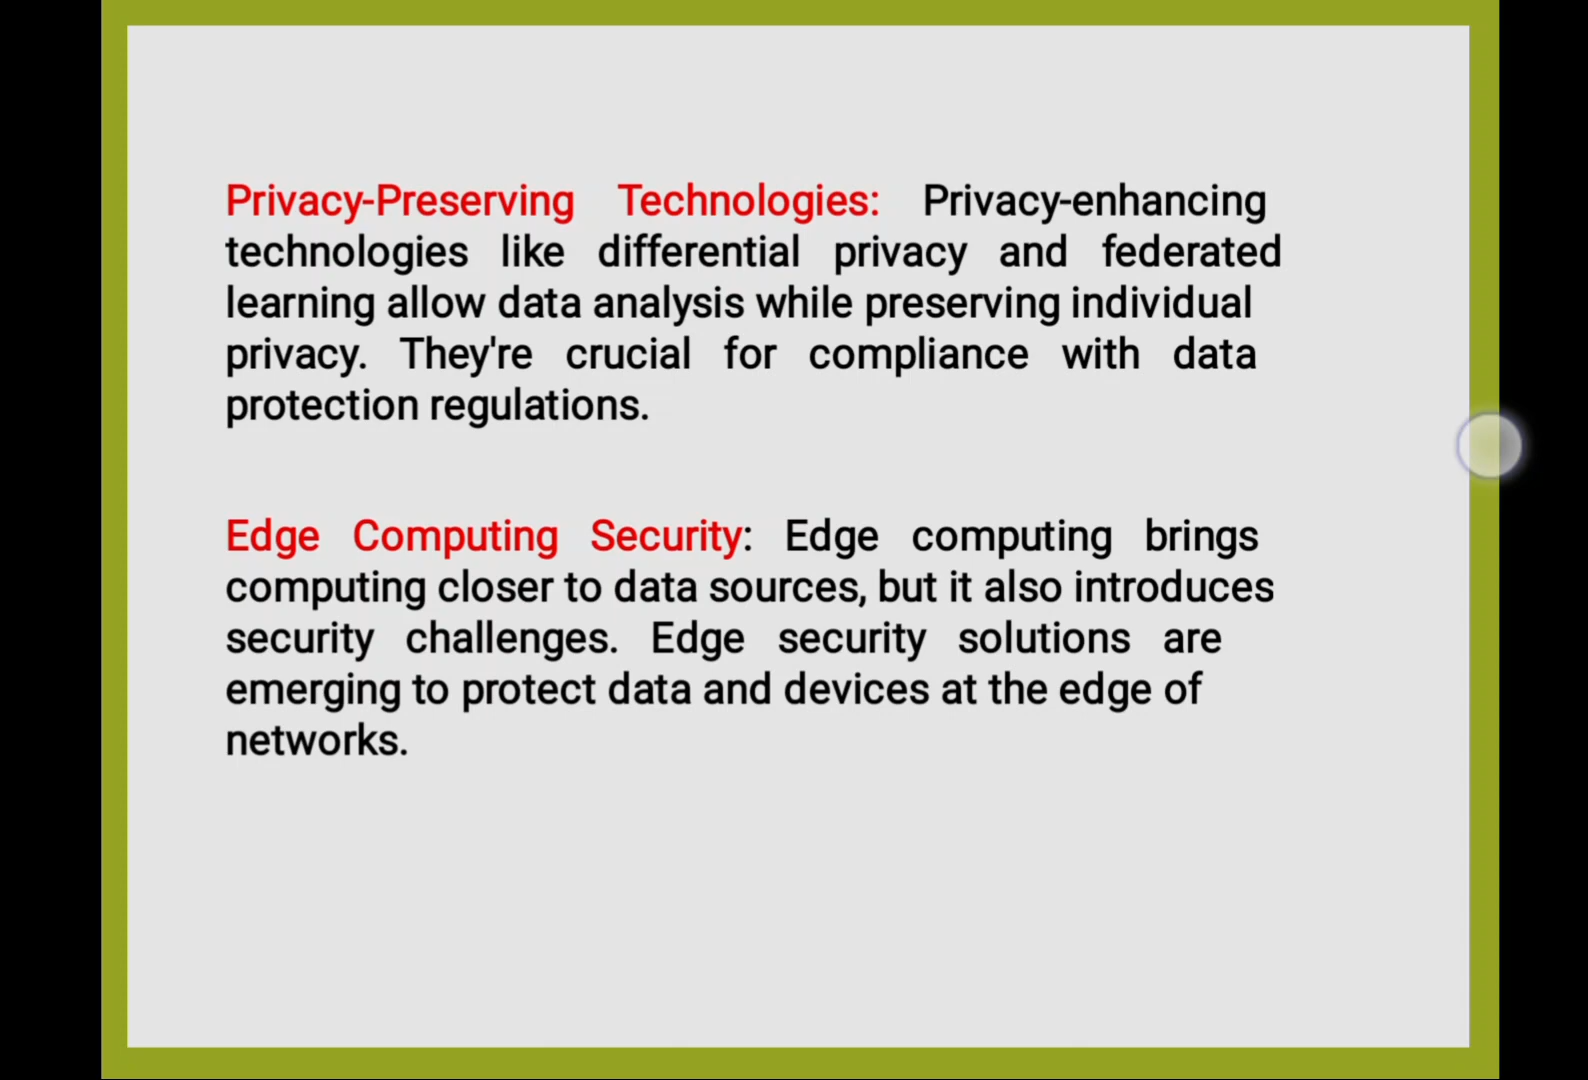 Privacy-Preserving Technologies: Privacy-enhancing
technologies like differential privacy and federated
learning allow data analysis while preserving individual
privacy. They're crucial for compliance with data
protection regulations.
Edge Computing Security: Edge computing brings
computing closer to data sources, but it also introduces
security challenges. Edge security solutions are
emerging to protect data and devices at the edge of
networks.